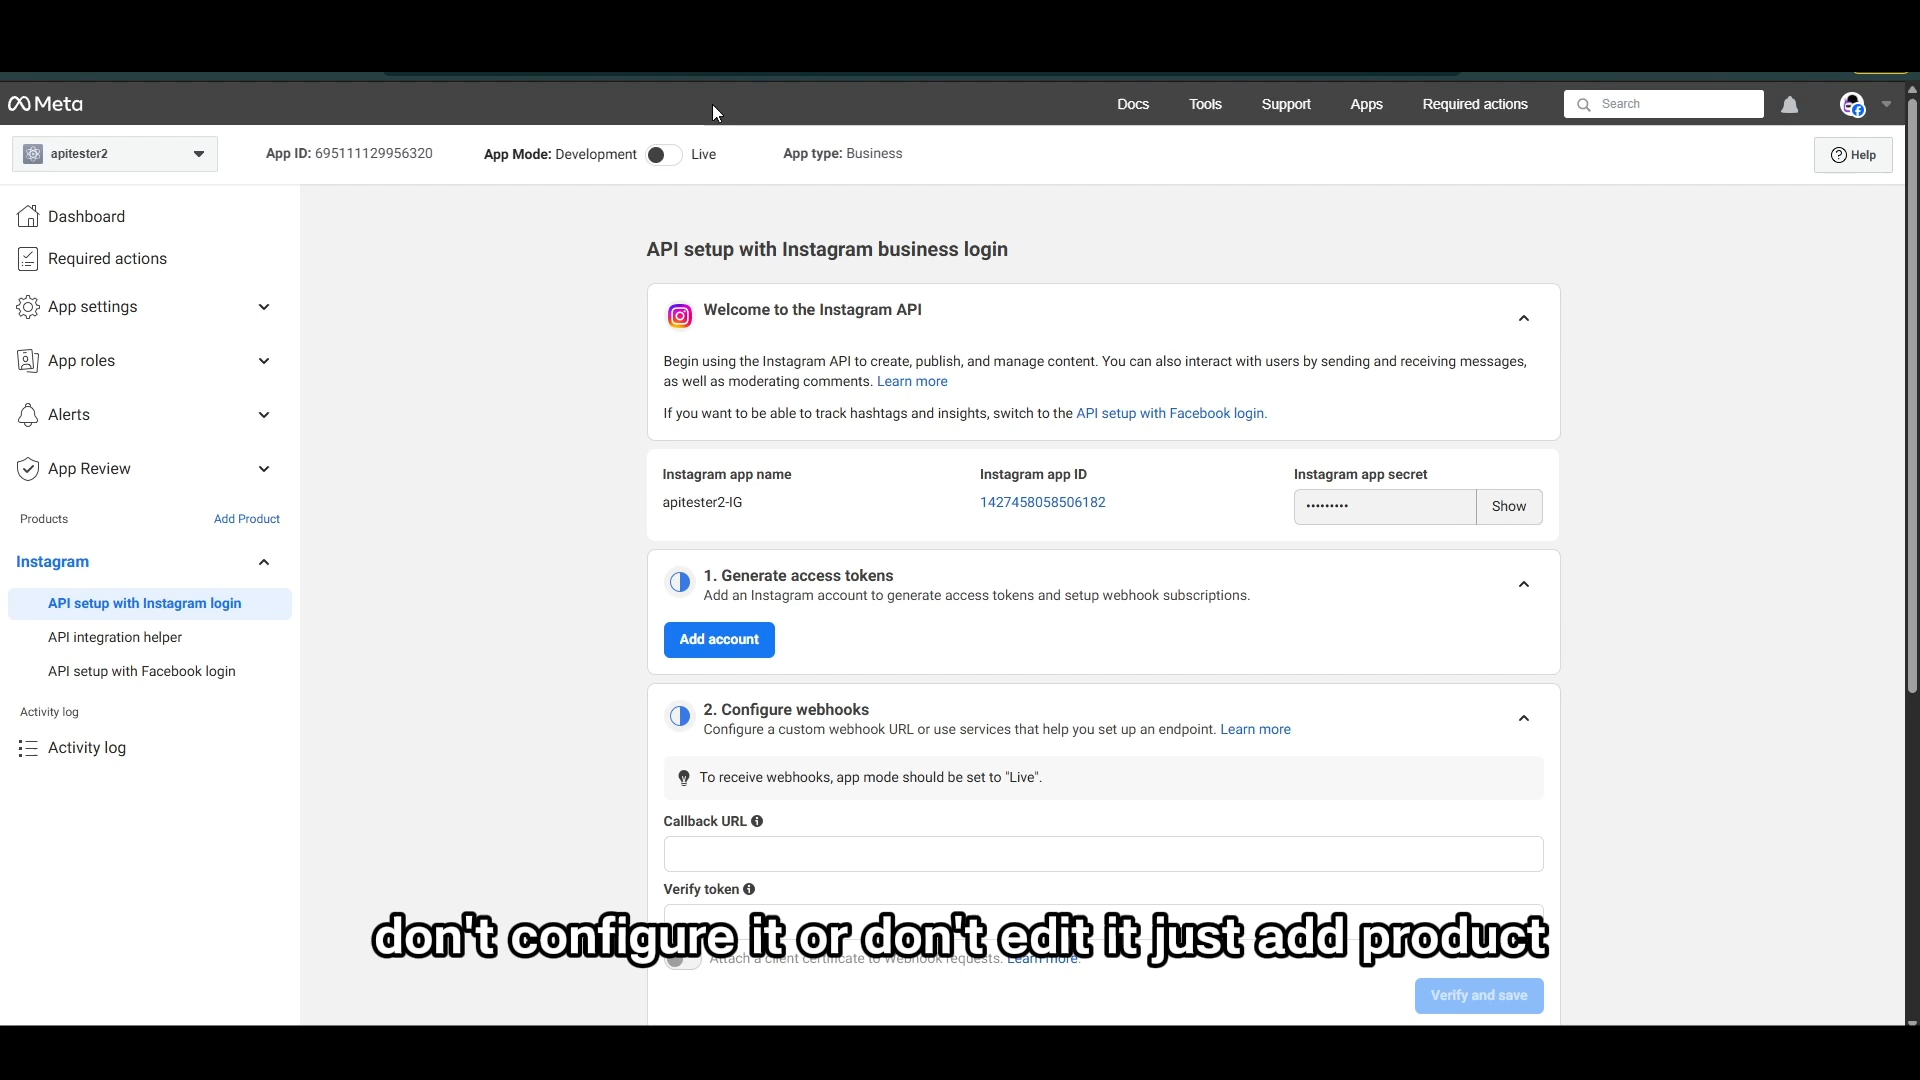 Meta
Docs
Tools
Support
Apps
Required actions
Search
apitester2
App ID: 695111129956320
App Mode: Development
Live
App type: Business
Help
Dashboard
Required actions
App settings
App roles
Alerts
App Review
Products
Add Product
Instagram
API setup with Instagram login
API integration helper
API setup with Facebook login
Activity log
Activity log
API setup with Instagram business login
Welcome to the Instagram API
Begin using the Instagram API to create, publish, and manage content. You can also interact with users by sending and receiving messages,
as well as moderating comments. Learn more
If you want to be able to track hashtags and insights, switch to the API setup with Facebook login.
Instagram app name
Instagram app ID
Instagram app secret
apitester2-IG
1427458058506182
•••••••••
Show
1. Generate access tokens
Add an Instagram account to generate access tokens and setup webhook subscriptions.
Add account
2. Configure webhooks
Configure a custom webhook URL or use services that help you set up an endpoint. Learn more
To receive webhooks, app mode should be set to "Live".
Callback URL
Verify token
don't configure it or don't edit it just add product
Attach a client certificate to Webhook requests. Learn more.
Verify and save